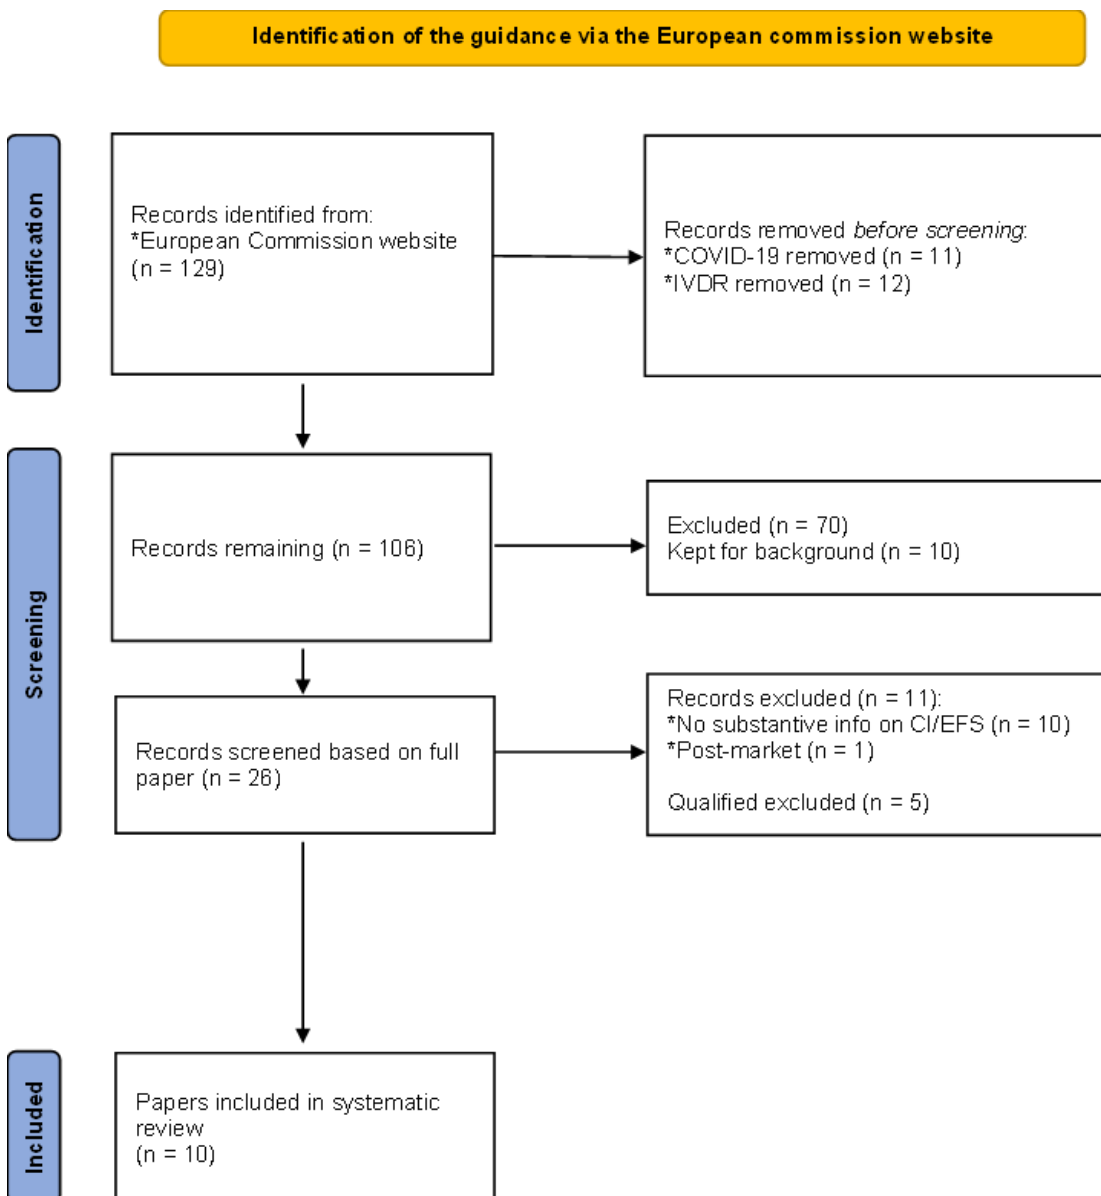 Identification of the guidance via the European commission website
Identification
Records identified from:
*European Commission website
(n = 129)
Records removed before screening:
*COVID-19 removed (n = 11)
*IVDR removed (n = 12)
Screening
Records remaining (n = 106)
Excluded (n = 70)
Kept for background (n = 10)
Records screened based on full
paper (n = 26)
Records excluded (n = 11):
*No substantive info on CI/EFS (n = 10)
*Post-market (n = 1)
Qualified excluded (n = 5)
Included
Papers included in systematic
review
(n = 10)